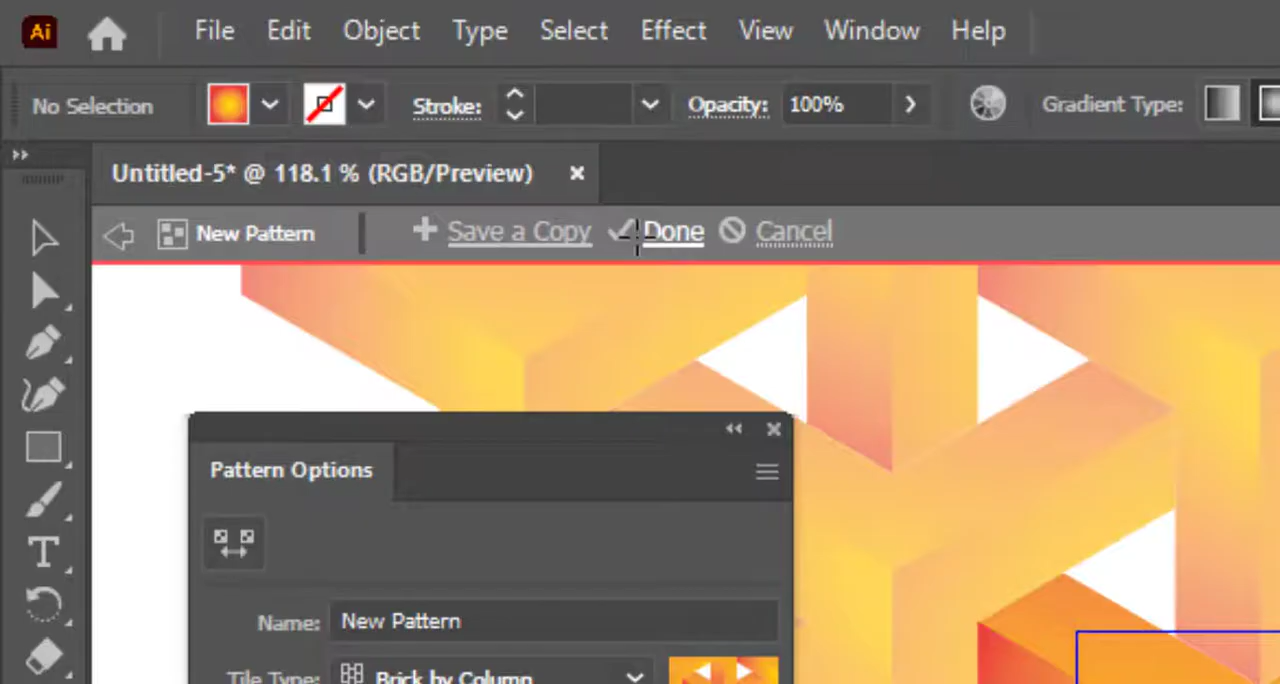 Ai File Edit Object Type Select Effect View Window Help
No Selection Stroke: Opacity: 100% Gradient Type:
Untitled-5* @ 118.1 % (RGB/Preview)
New Pattern Save a Copy Done Cancel
Pattern Options
T
Name: New Pattern
Tile Type: Brick by Column